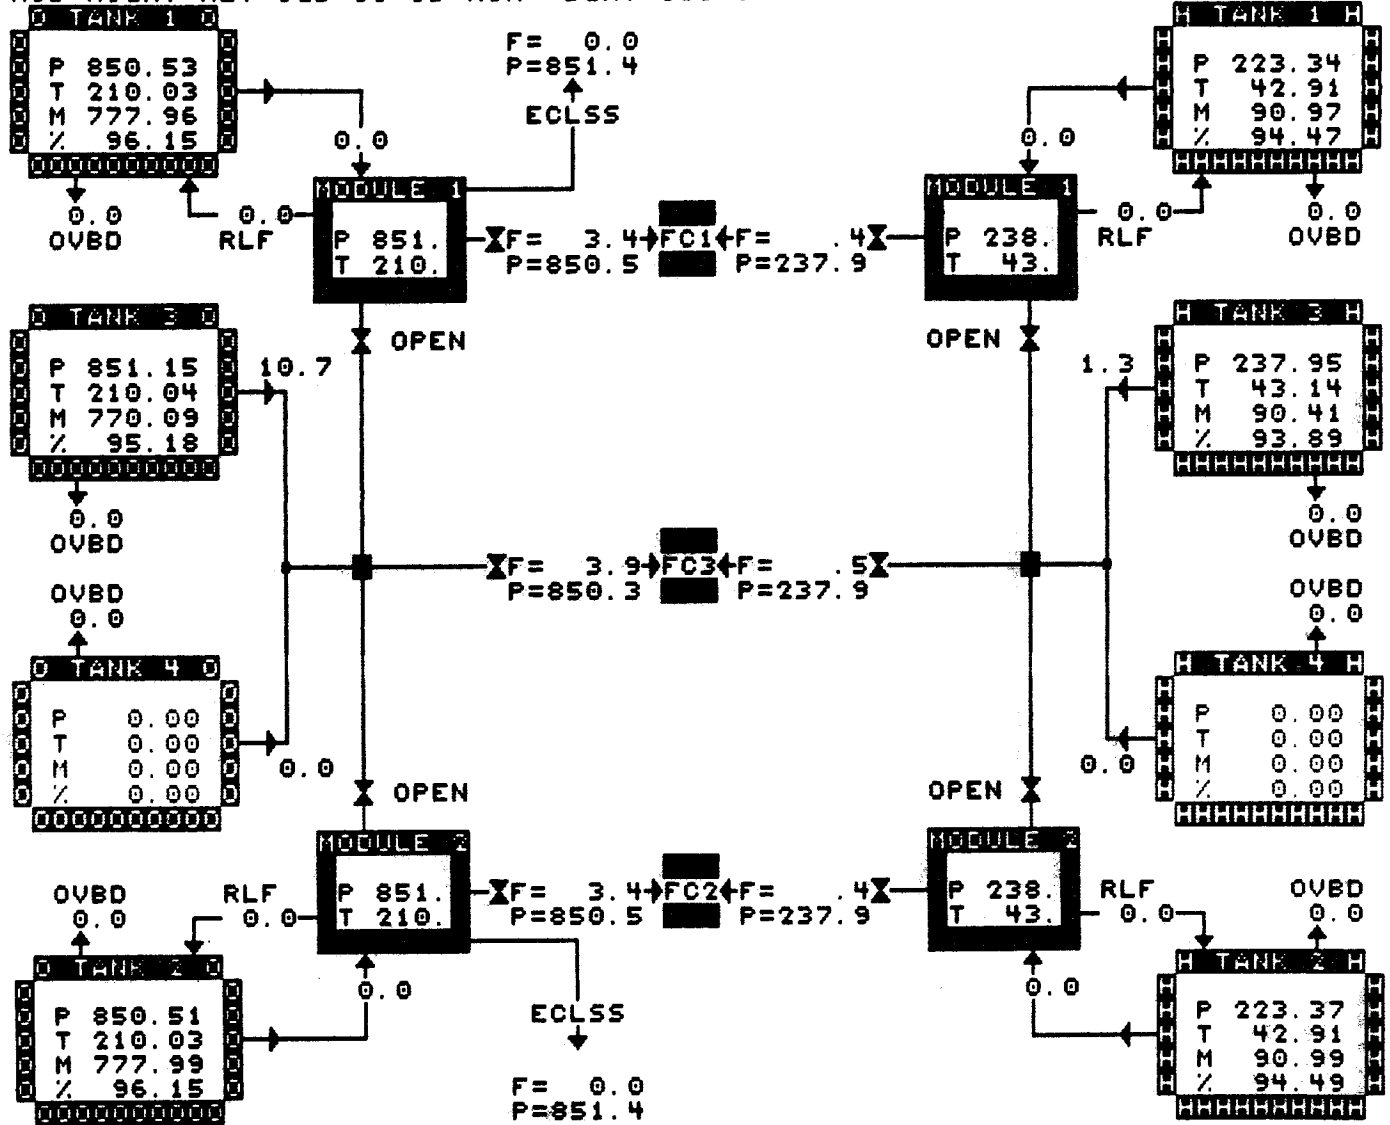 O TANK 1 O
P 850.53
T 210.03
M 777.96
% 96.15
OOOOOOOOOO
0.0
OVBD
0.0
RLF
0.0
F= 0.0
P=851.4
ECLSS
H TANK 1 H
P 223.34
T 42.91
M 90.97
% 94.47
HHHHHHHHHH
0.0
0.0
RLF
0.0
OVBD
MODULE 1
P 851.
T 210.
F= 3.4
P=850.5
FC1
F= .4
P=237.9
MODULE 1
P 238.
T 43.
OPEN
OPEN
O TANK 3 O
P 851.15
T 210.04
M 770.09
% 95.18
OOOOOOOOOO
10.7
0.0
OVBD
H TANK 3 H
P 237.95
T 43.14
M 90.41
% 93.89
HHHHHHHHHH
1.3
0.0
OVBD
F= 3.9
P=850.3
FC3
F= .5
P=237.9
OVBD
0.0
O TANK 4 O
P 0.00
T 0.00
M 0.00
% 0.00
OOOOOOOOOO
0.0
OVBD
0.0
H TANK 4 H
P 0.00
T 0.00
M 0.00
% 0.00
HHHHHHHHHH
0.0
OPEN
OPEN
MODULE 2
P 851.
T 210.
F= 3.4
P=850.5
FC2
F= .4
P=237.9
MODULE 2
P 238.
T 43.
OVBD
0.0
RLF
0.0
O TANK 2 O
P 850.51
T 210.03
M 777.99
% 96.15
OOOOOOOOOO
0.0
ECLSS
F= 0.0
P=851.4
RLF
0.0
OVBD
0.0
0.0
H TANK 2 H
P 223.37
T 42.91
M 90.99
% 94.49
HHHHHHHHHH